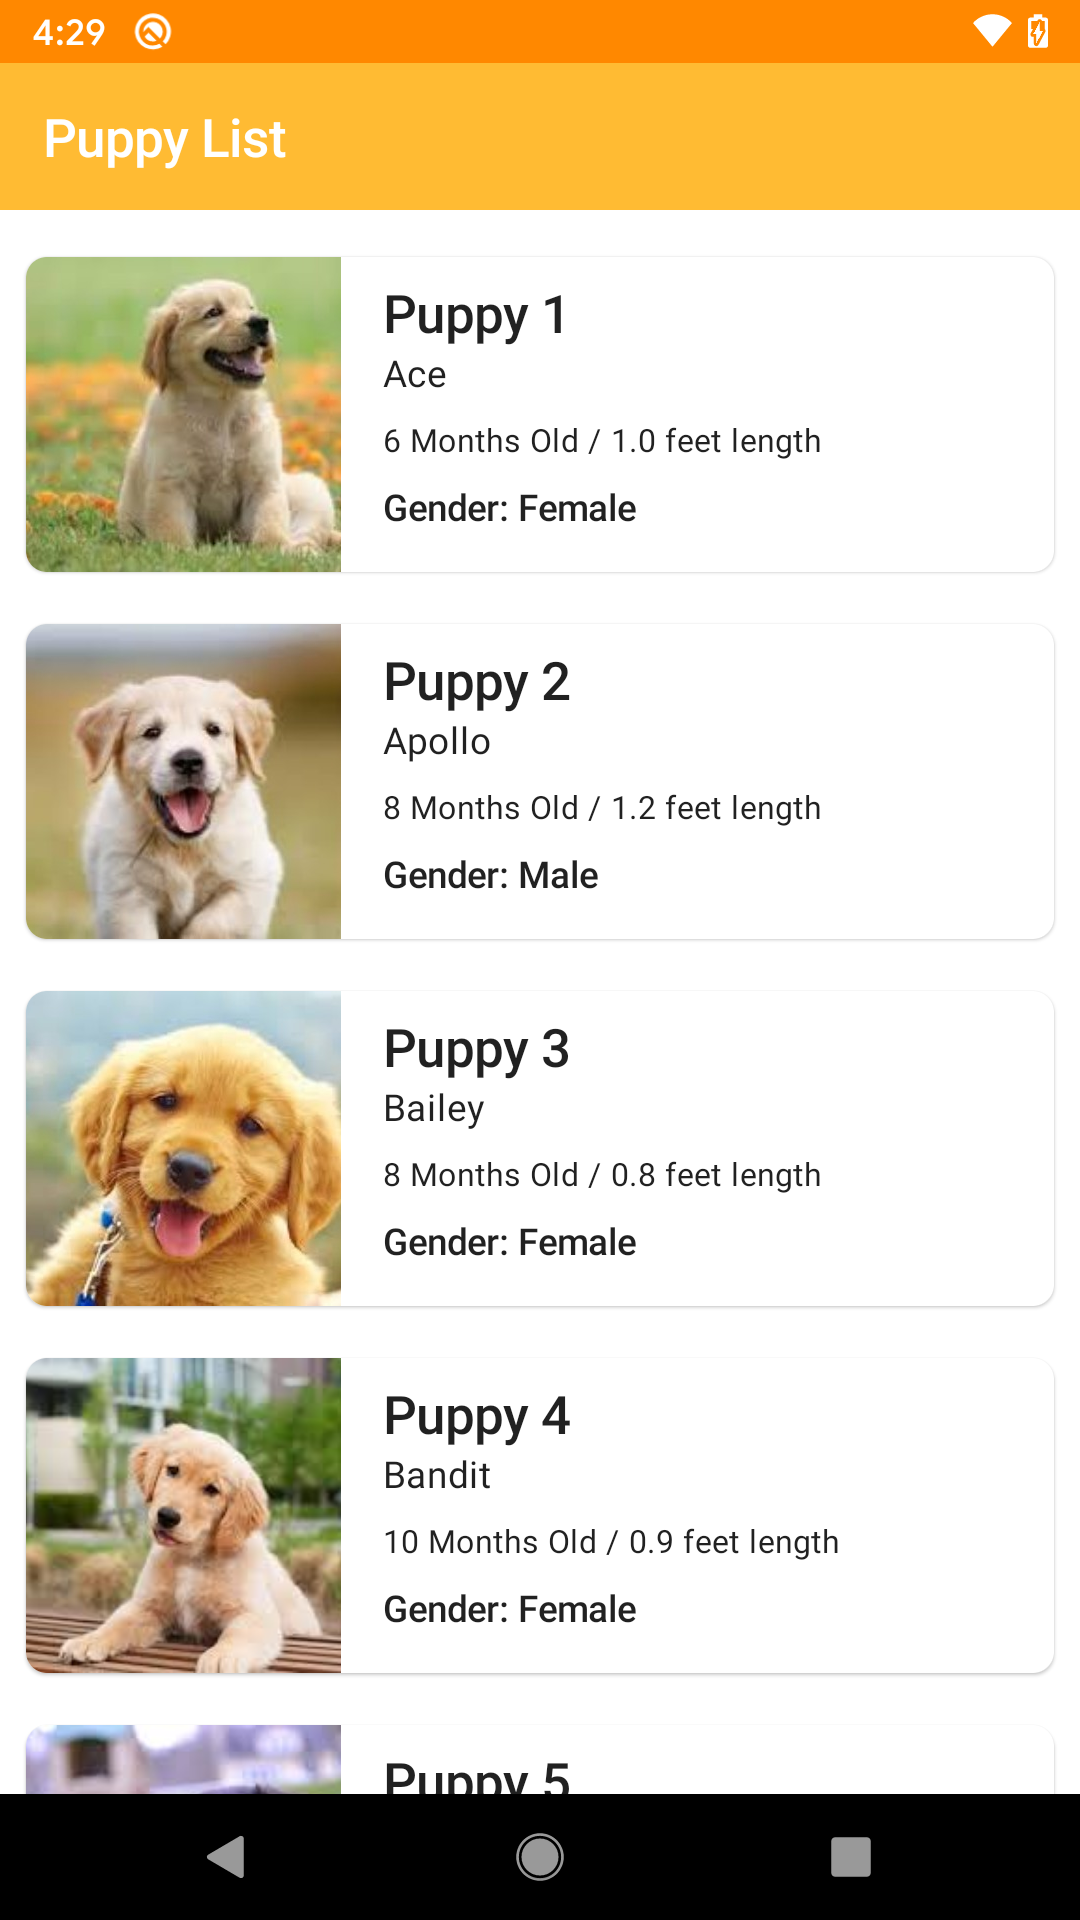 4:29
Puppy List
Puppy 1
Ace
6 Months Old / 1.0 feet length
Gender: Female
Puppy 2
Apollo
8 Months Old / 1.2 feet length
Gender: Male
Puppy 3
Bailey
8 Months Old / 0.8 feet length
Gender: Female
Puppy 4
Bandit
10 Months Old / 0.9 feet length
Gender: Female
Puppy 5